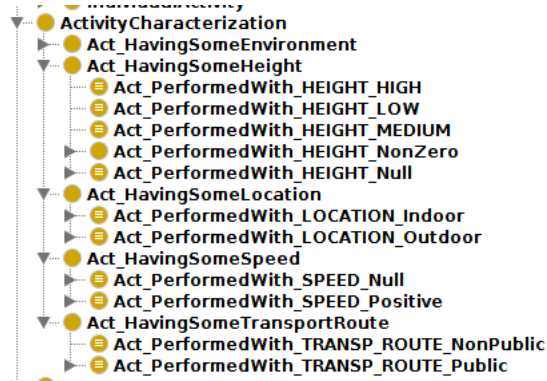 ActivityCharacterization
Act_HavingSomeEnvironment
Act_HavingSomeHeight
Act_PerformedWith_HEIGHT_HIGH
Act_PerformedWith_HEIGHT_LOW
Act_PerformedWith_HEIGHT_MEDIUM
Act_PerformedWith_HEIGHT_NonZero
Act_PerformedWith_HEIGHT_Null
Act_HavingSomeLocation
Act_PerformedWith_LOCATION_Indoor
Act_PerformedWith_LOCATION_Outdoor
Act_HavingSomeSpeed
Act_PerformedWith_SPEED_Null
Act_PerformedWith_SPEED_Positive
Act_HavingSomeTransportRoute
Act_PerformedWith_TRANSP_ROUTE_NonPublic
Act_PerformedWith_TRANSP_ROUTE_Public